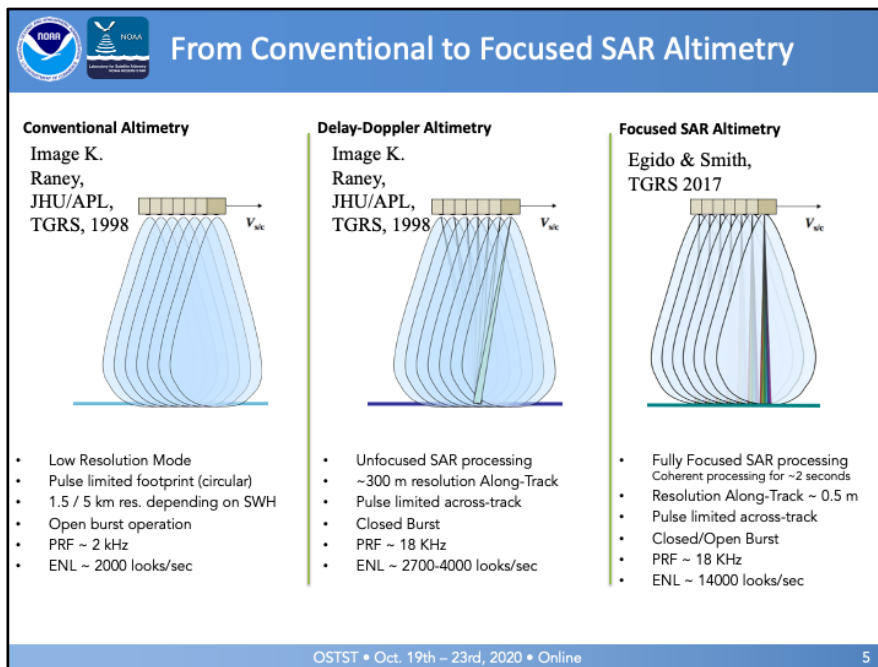 NOAA
NOAA
Laboratory for Satellite Altimetry
From Conventional to Focused SAR Altimetry
Conventional Altimetry
Image K.
Raney,
JHU/APL,
TGRS, 1998
V s/c
• Low Resolution Mode
• Pulse limited footprint (circular)
• 1.5 / 5 km res. depending on SWH
• Open burst operation
• PRF ~ 2 kHz
• ENL ~ 2000 looks/sec
Delay-Doppler Altimetry
Image K.
Raney,
JHU/APL,
TGRS, 1998
V s/c
• Unfocused SAR processing
• ~300 m resolution Along-Track
• Pulse limited across-track
• Closed Burst
• PRF ~ 18 KHz
• ENL ~ 2700-4000 looks/sec
Focused SAR Altimetry
Egido & Smith,
TGRS 2017
V s/c
• Fully Focused SAR processing
Coherent processing for ~2 seconds
• Resolution Along-Track ~ 0.5 m
• Pulse limited across-track
• Closed/Open Burst
• PRF ~ 18 KHz
• ENL ~ 14000 looks/sec
OSTST • Oct. 19th – 23rd, 2020 • Online
5